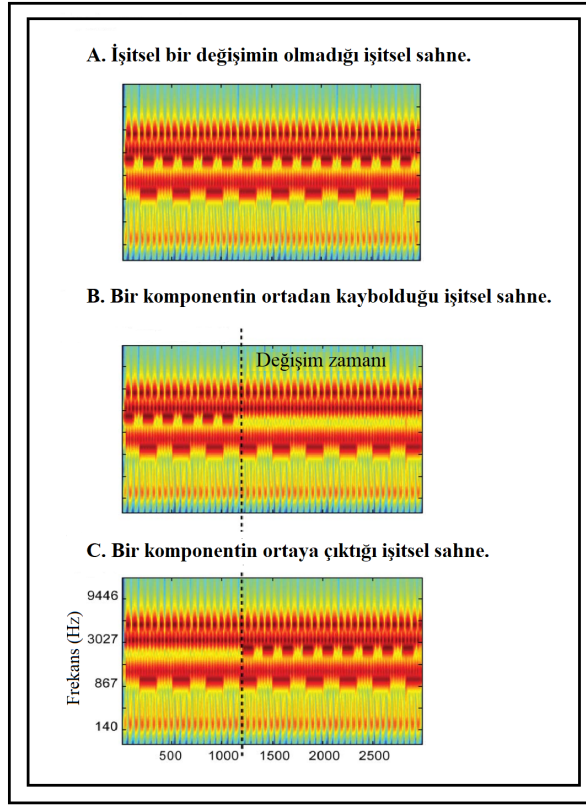 A. İşitsel bir değişimin olmadığı işitsel sahne.
B. Bir komponentin ortadan kaybolduğu işitsel sahne.
Değişim zamanı
C. Bir komponentin ortaya çıktığı işitsel sahne.
Frekans (Hz)
9446
3027
867
140
500 1000 1500 2000 2500